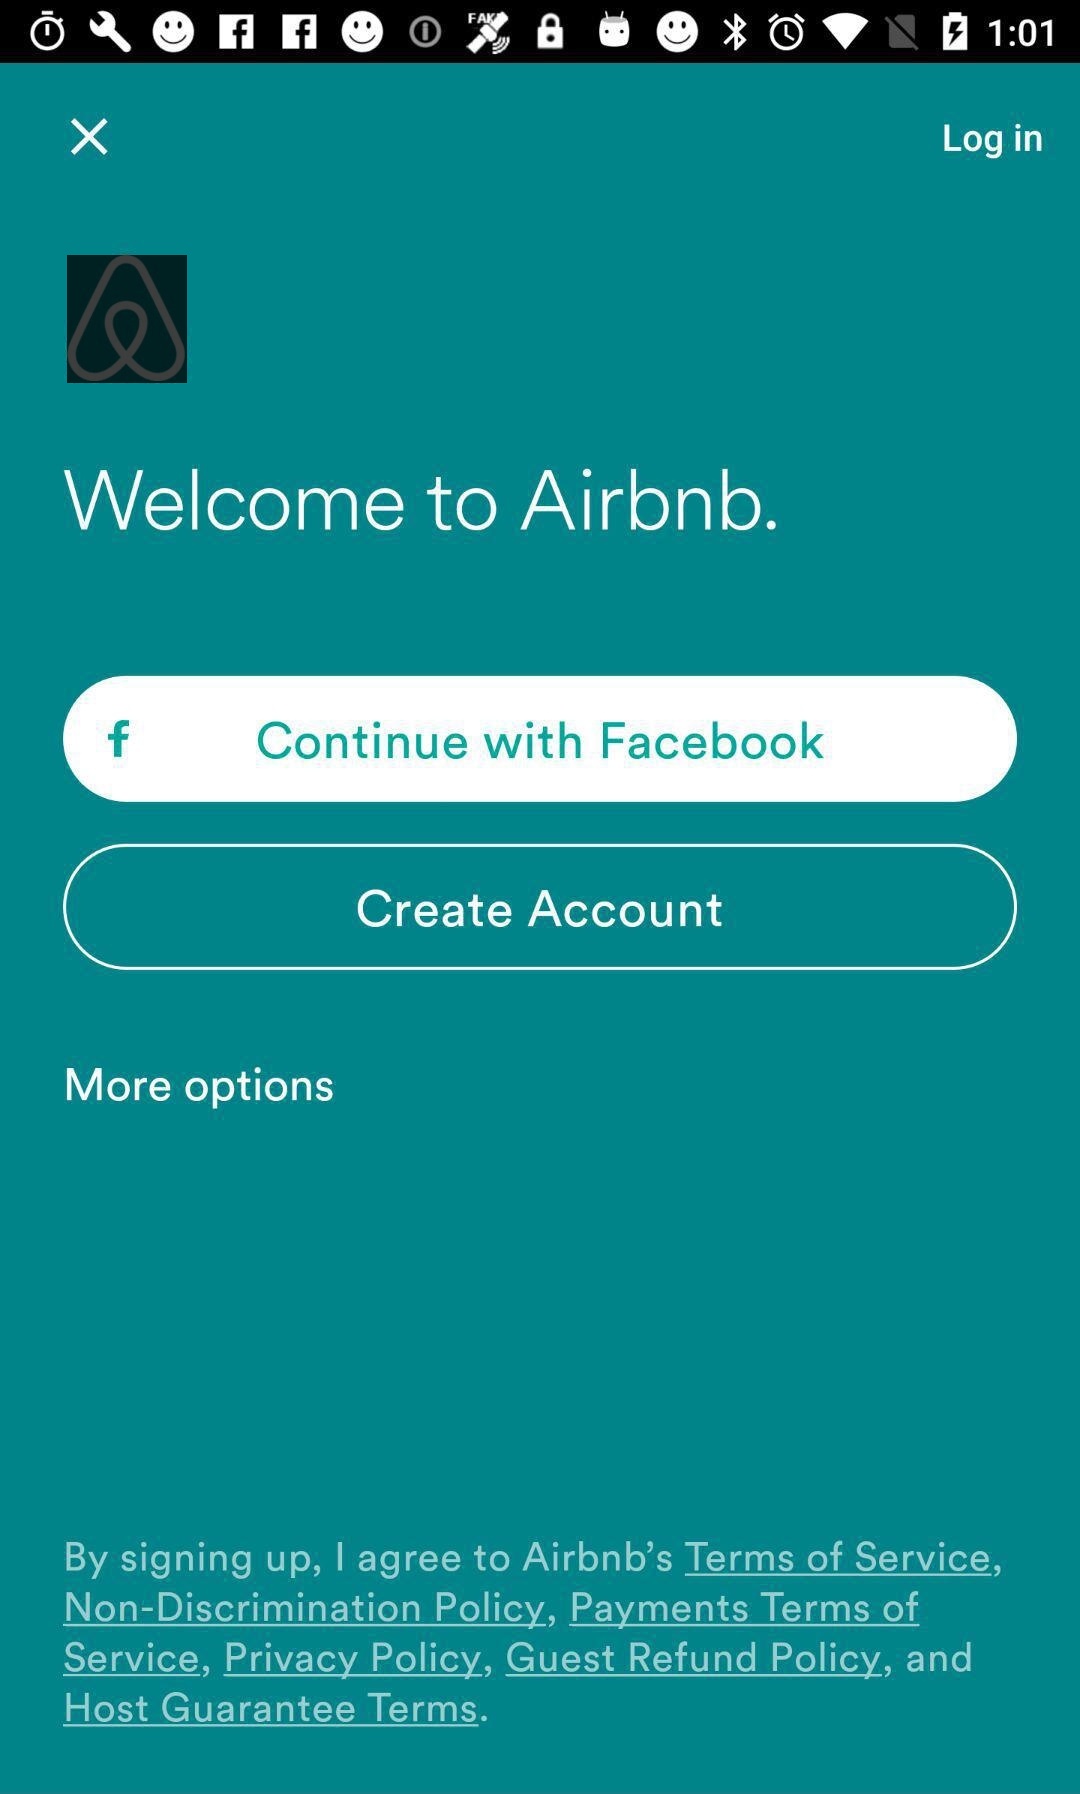 FAKE 1:01
Log in
Welcome to Airbnb.
f Continue with Facebook
Create Account
More options
By signing up, I agree to Airbnb’s Terms of Service,
Non-Discrimination Policy, Payments Terms of
Service, Privacy Policy, Guest Refund Policy, and
Host Guarantee Terms.